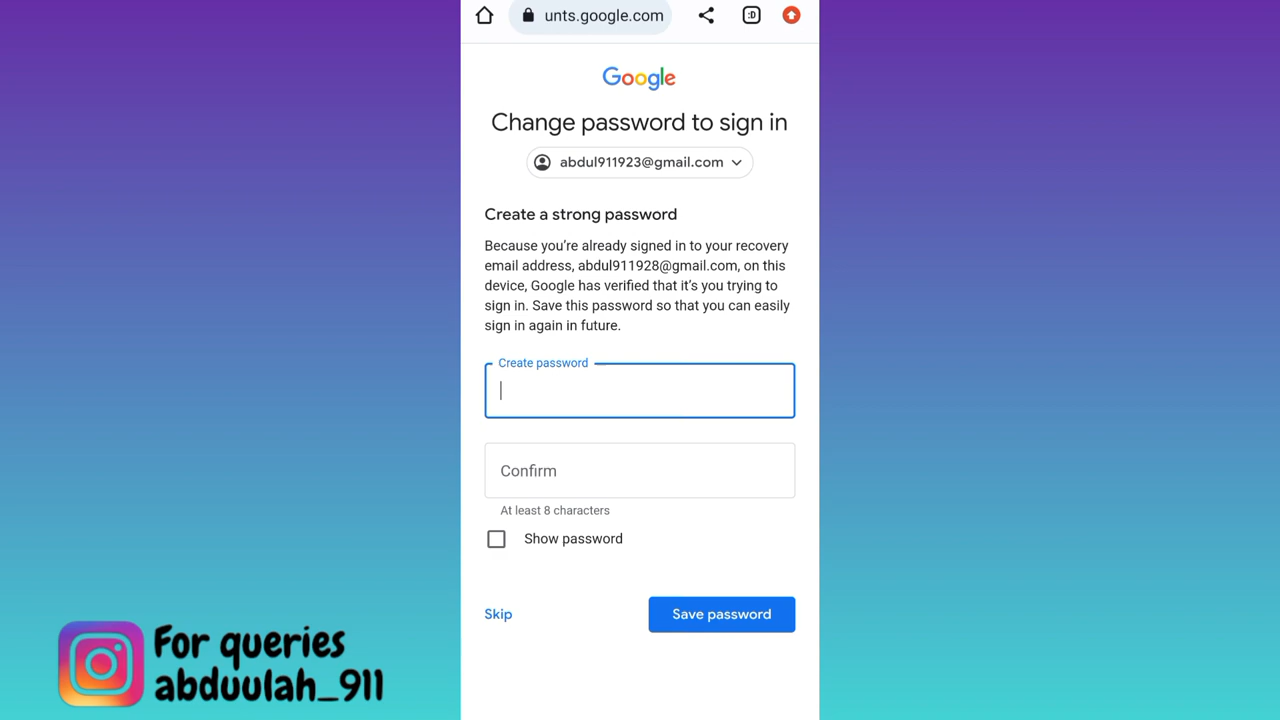 unts.google.com
:D
Google
Change password to sign in
abdul911923@gmail.com
Create a strong password
Because you’re already signed in to your recovery
email address, abdul911928@gmail.com, on this
device, Google has verified that it’s you trying to
sign in. Save this password so that you can easily
sign in again in future.
Create password
Confirm
At least 8 characters
Show password
Skip
Save password
For queries
abduulah_911